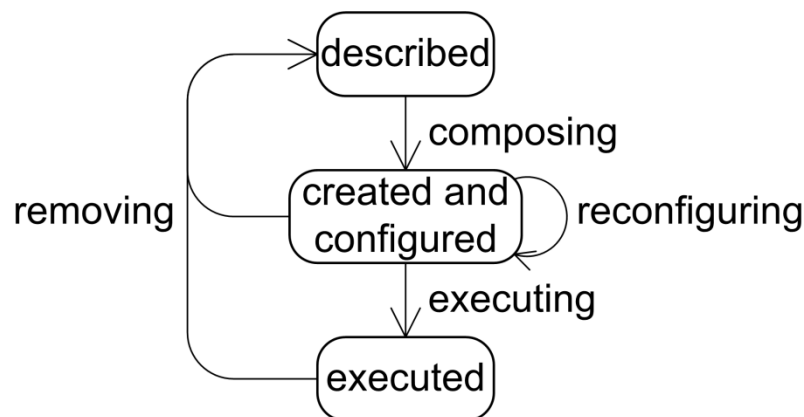 described
composing
created and
configured
removing
reconfiguring
executing
executed